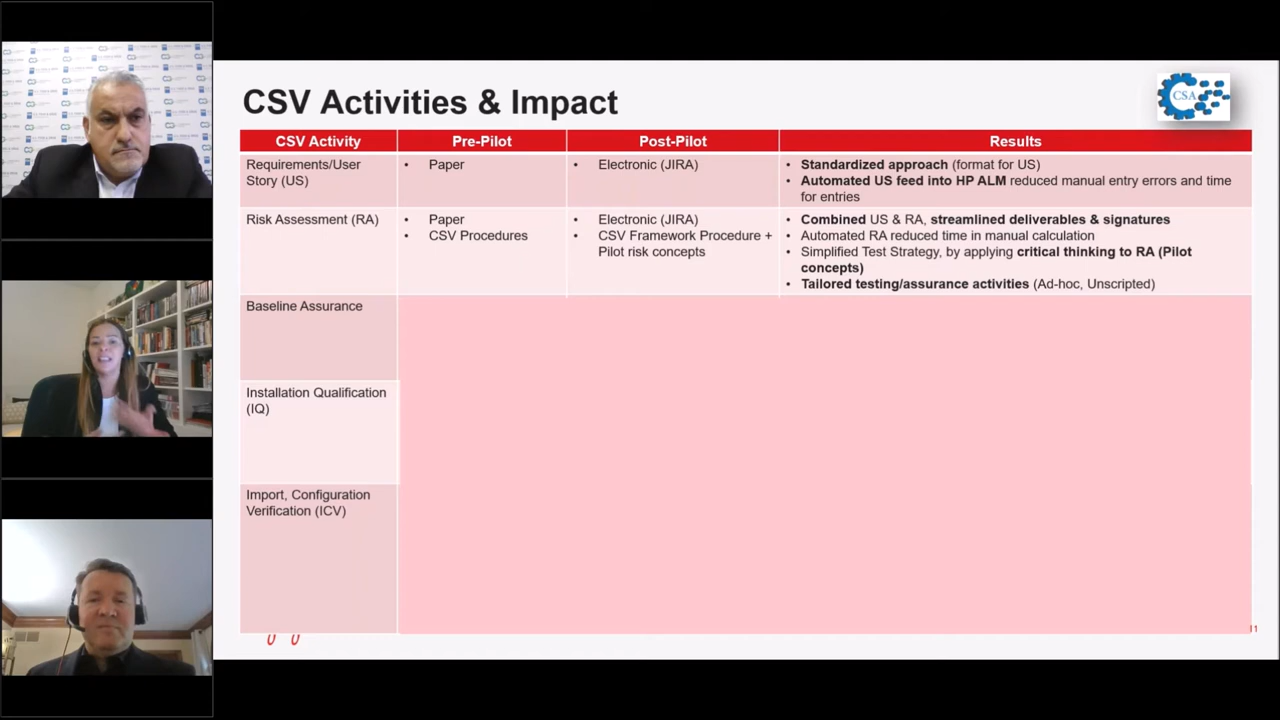 CSV Activities & Impact
CSA
CSV Activity
Pre-Pilot
Post-Pilot
Results
Requirements/User
Story (US)
• Paper
• Electronic (JIRA)
• Standardized approach (format for US)
• Automated US feed into HP ALM reduced manual entry errors and time
for entries
Risk Assessment (RA)
• Paper
• CSV Procedures
• Electronic (JIRA)
• CSV Framework Procedure +
Pilot risk concepts
• Combined US & RA, streamlined deliverables & signatures
• Automated RA reduced time in manual calculation
• Simplified Test Strategy, by applying critical thinking to RA (Pilot
concepts)
• Tailored testing/assurance activities (Ad-hoc, Unscripted)
Baseline Assurance
Installation Qualification
(IQ)
Import, Configuration
Verification (ICV)
11